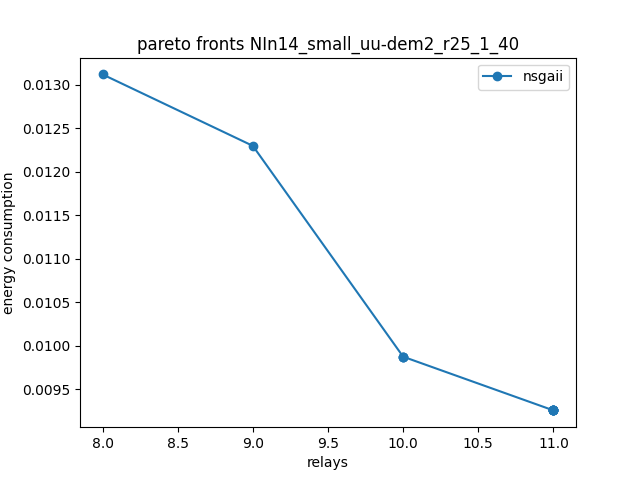 pareto fronts NIn14_small_uu-dem2_r25_1_40
nsgaii
0.0130
0.0125
0.0120
0.0115
0.0110
0.0105
0.0100
0.0095
energy consumption
8.0 8.5 9.0 9.5 10.0 10.5 11.0
relays